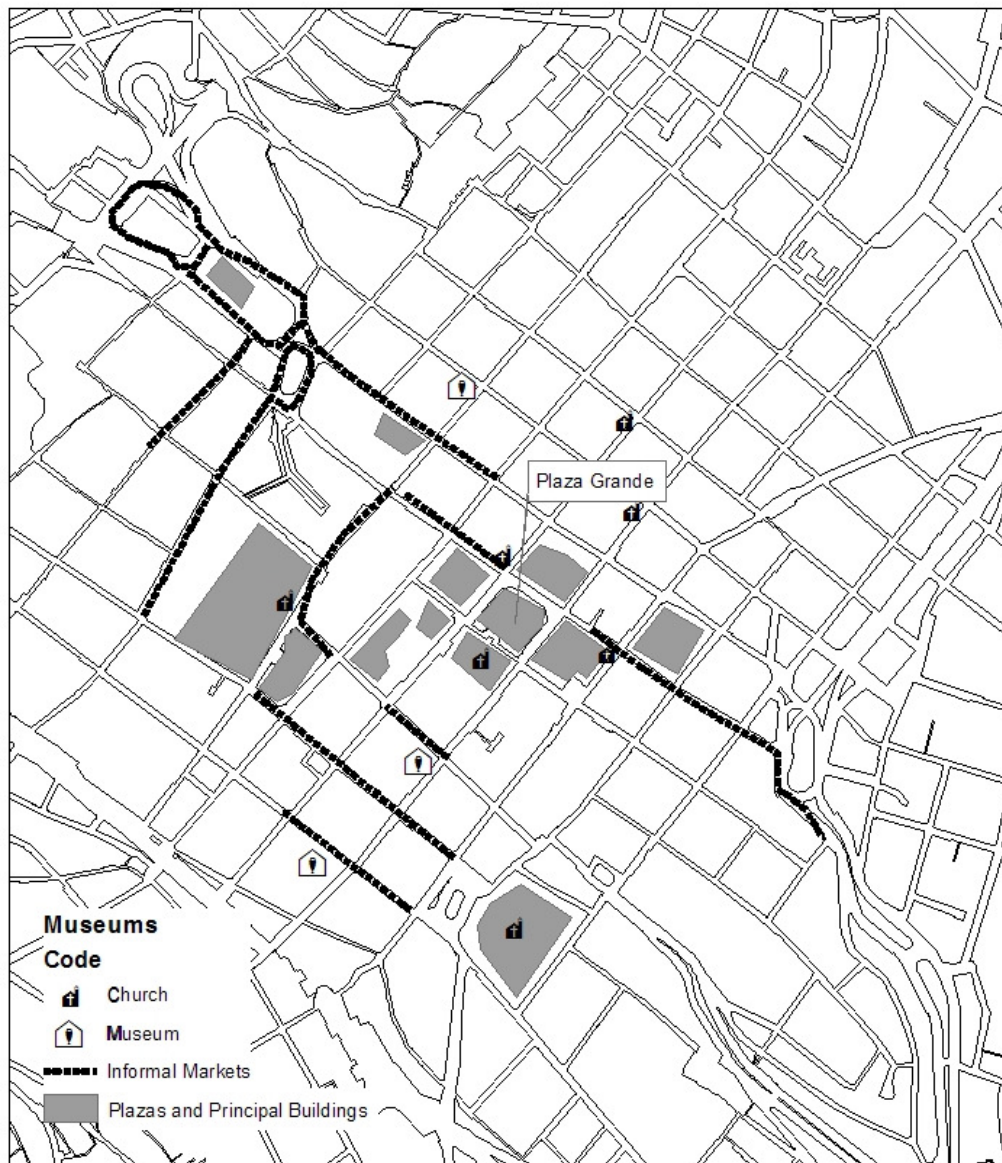 Plaza Grande
Museums
Code
Church
Museum
Informal Markets
Plazas and Principal Buildings